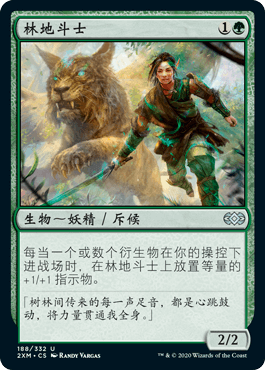 林地斗士 1
生物～妖精／斥候
每当一个或数个衍生物在你的操控下
进战场时，在林地斗士上放置等量的
+1/+1 指示物。
「树林间传来的每一声足音，都是心跳鼓
动，将力量贯通我全身。」
2/2
188/332 U
2XM • CS RANDY VARGAS
™ & © 2020 Wizards of the Coast